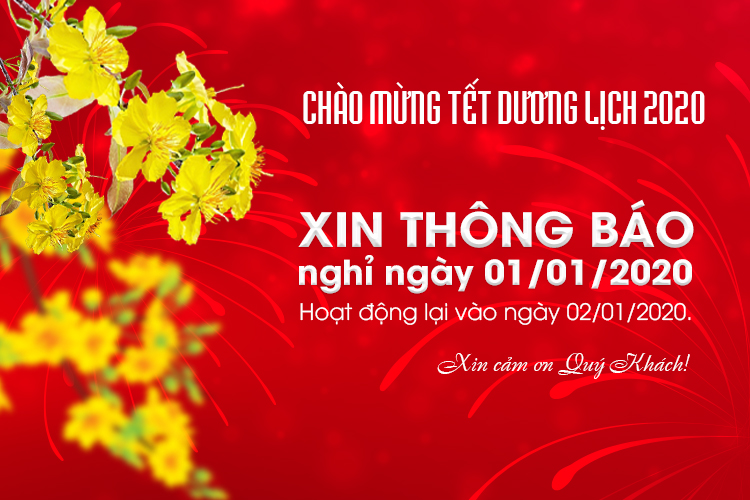 CHÀO MỪNG TẾT DƯƠNG LỊCH 2020
XIN THÔNG BÁO
nghỉ ngày 01/01/2020
Hoạt động lại vào ngày 02/01/2020.
Xin cảm ơn Quý Khách!